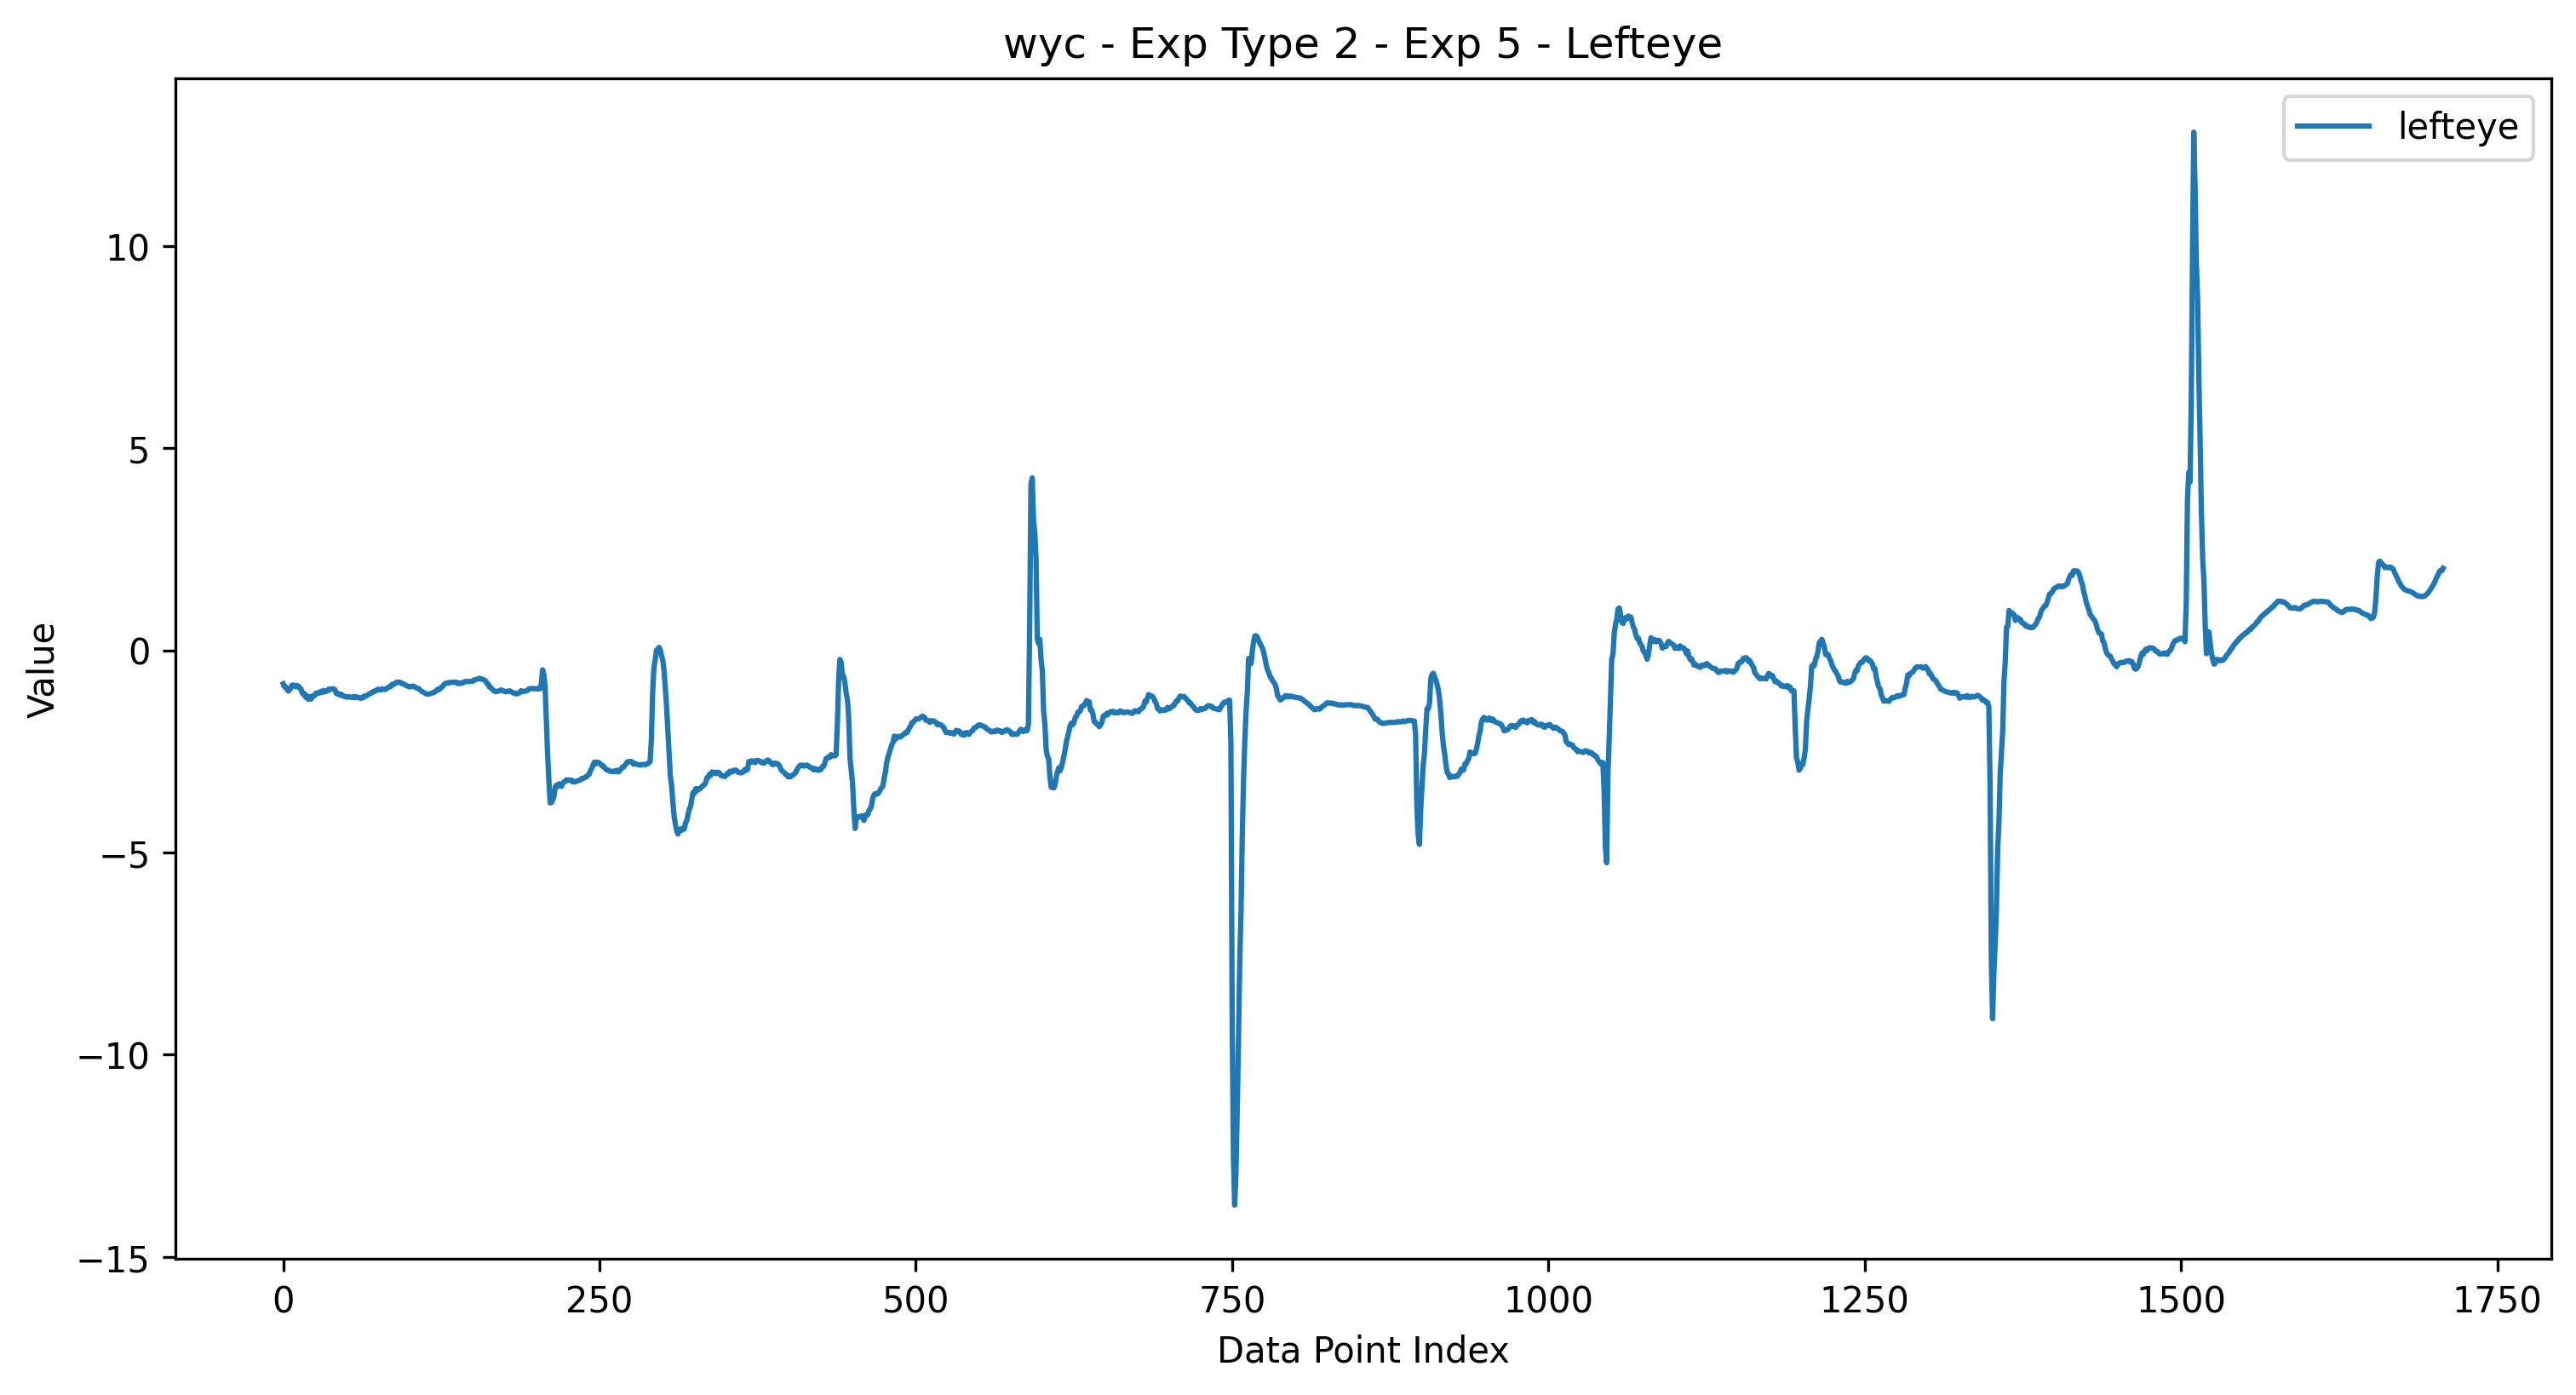 wyc - Exp Type 2 - Exp 5 - Lefteye
lefteye
10
5
0
−5
−10
−15
Value
0 250 500 750 1000 1250 1500 1750
Data Point Index